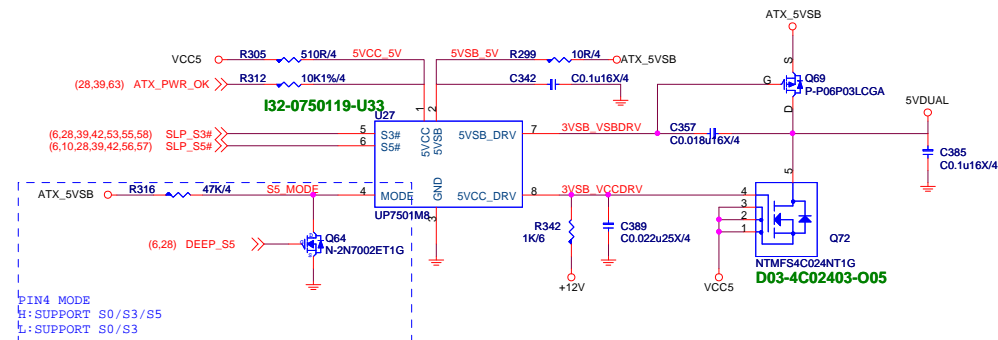 ATX_5VSB
VCC5 R305 510R/4 5VCC_5V 5VSB_5V R299 10R/4 ATX_5VSB
(28,39,63) ATX_PWR_OK R312 10K1%/4 C342 C0.1u16X/4
S
G Q69
P-P06P03LCGA
D
I32-0750119-U33
U27
1 2
5VCC 5VSB
5VDUAL
(6,28,39,42,53,55,58) SLP_S3# 5 S3# 5VSB_DRV 7 3VSB_VSBDRV C357
C0.018u16X/4
(6,10,28,39,42,56,57) SLP_S5# 6 S5#
C385
C0.1u16X/4
5
ATX_5VSB R316 47K/4 S5_MODE 4 MODE GND 5VCC_DRV 8 3VSB_VCCDRV 4
3
2
1
UP7501M8
3
Q72
NTMFS4C024NT1G
D03-4C02403-O05
R342
1K/6
C389
C0.022u25X/4
(6,28) DEEP_S5 Q64
N-2N7002ET1G
G D S
+12V
VCC5
PIN4 MODE
H:SUPPORT S0/S3/S5
L:SUPPORT S0/S3